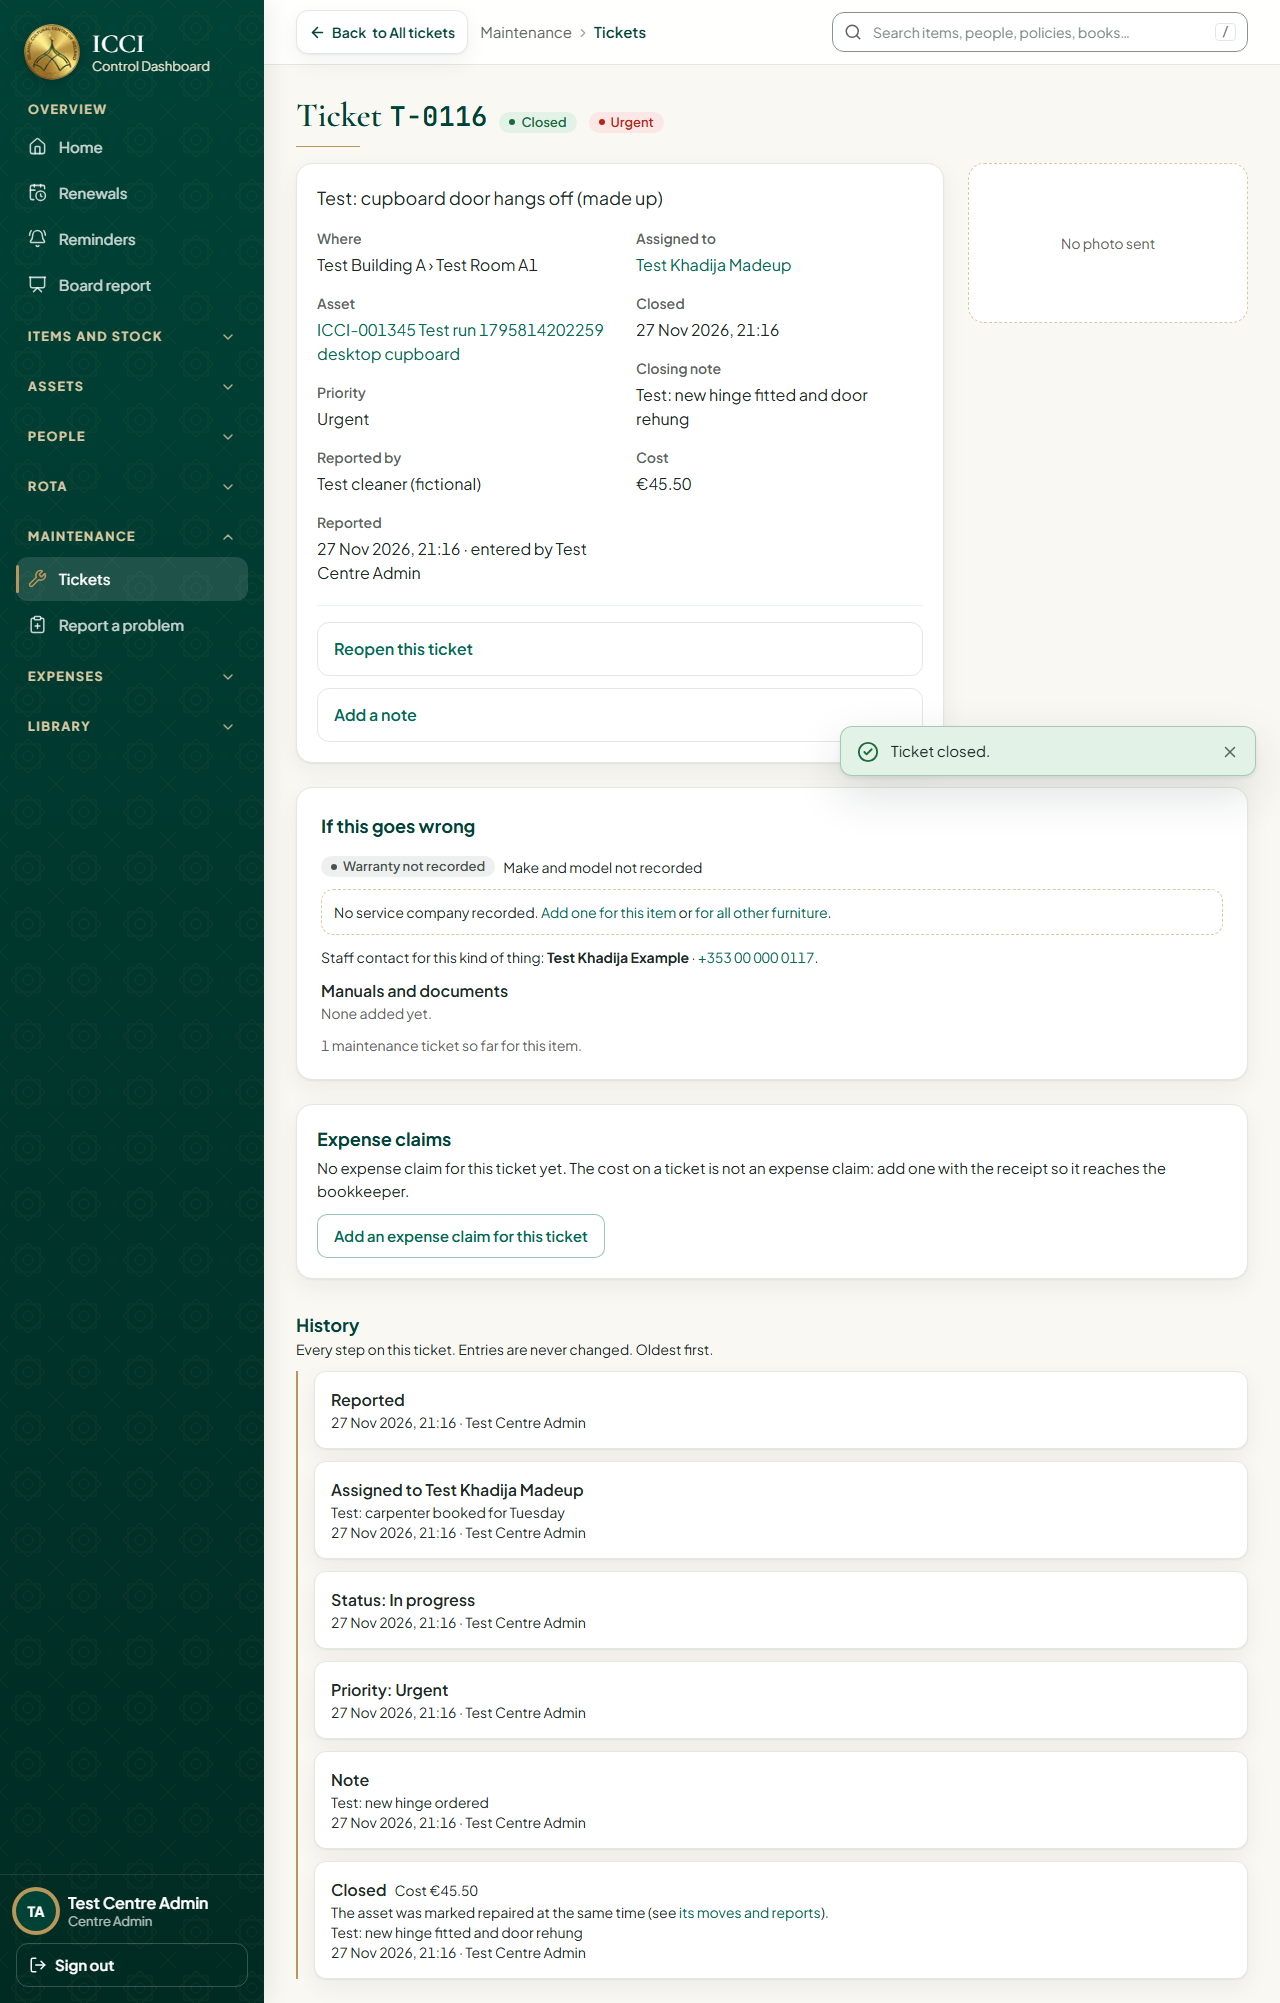 ICCI
Control Dashboard
OVERVIEW
Home
Renewals
Reminders
Board report
ITEMS AND STOCK
ASSETS
PEOPLE
ROTA
MAINTENANCE
Tickets
Report a problem
EXPENSES
LIBRARY
TA
Test Centre Admin
Centre Admin
Sign out
Back to All tickets
Maintenance › Tickets
Search items, people, policies, books…
/
Ticket T-0116
Closed
Urgent
Test: cupboard door hangs off (made up)
Where
Test Building A › Test Room A1
Asset
ICCI-001345 Test run 1795814202259
desktop cupboard
Priority
Urgent
Reported by
Test cleaner (fictional)
Reported
27 Nov 2026, 21:16 · entered by Test
Centre Admin
Assigned to
Test Khadija Madeup
Closed
27 Nov 2026, 21:16
Closing note
Test: new hinge fitted and door
rehung
Cost
€45.50
No photo sent
Reopen this ticket
Add a note
Ticket closed.
If this goes wrong
Warranty not recorded
Make and model not recorded
No service company recorded. Add one for this item or for all other furniture.
Staff contact for this kind of thing: Test Khadija Example · +353 00 000 0117.
Manuals and documents
None added yet.
1 maintenance ticket so far for this item.
Expense claims
No expense claim for this ticket yet. The cost on a ticket is not an expense claim: add one with the receipt so it reaches the
bookkeeper.
Add an expense claim for this ticket
History
Every step on this ticket. Entries are never changed. Oldest first.
Reported
27 Nov 2026, 21:16 · Test Centre Admin
Assigned to Test Khadija Madeup
Test: carpenter booked for Tuesday
27 Nov 2026, 21:16 · Test Centre Admin
Status: In progress
27 Nov 2026, 21:16 · Test Centre Admin
Priority: Urgent
27 Nov 2026, 21:16 · Test Centre Admin
Note
Test: new hinge ordered
27 Nov 2026, 21:16 · Test Centre Admin
Closed Cost €45.50
The asset was marked repaired at the same time (see its moves and reports).
Test: new hinge fitted and door rehung
27 Nov 2026, 21:16 · Test Centre Admin